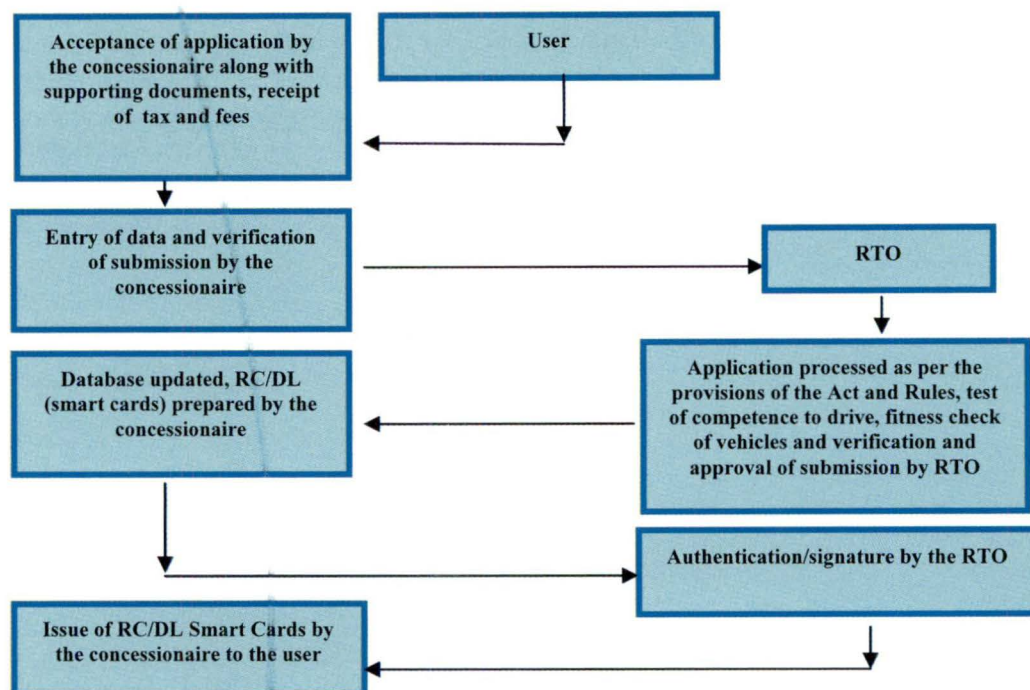 Acceptance of application by
the concessionaire along with
supporting documents, receipt
of tax and fees
User
Entry of data and verification
of submission by the
concessionaire
RTO
Database updated, RC/DL
(smart cards) prepared by the
concessionaire
Application processed as per the
provisions of the Act and Rules, test
of competence to drive, fitness check
of vehicles and verification and
approval of submission by RTO
Authentication/signature by the RTO
Issue of RC/DL Smart Cards by
the concessionaire to the user